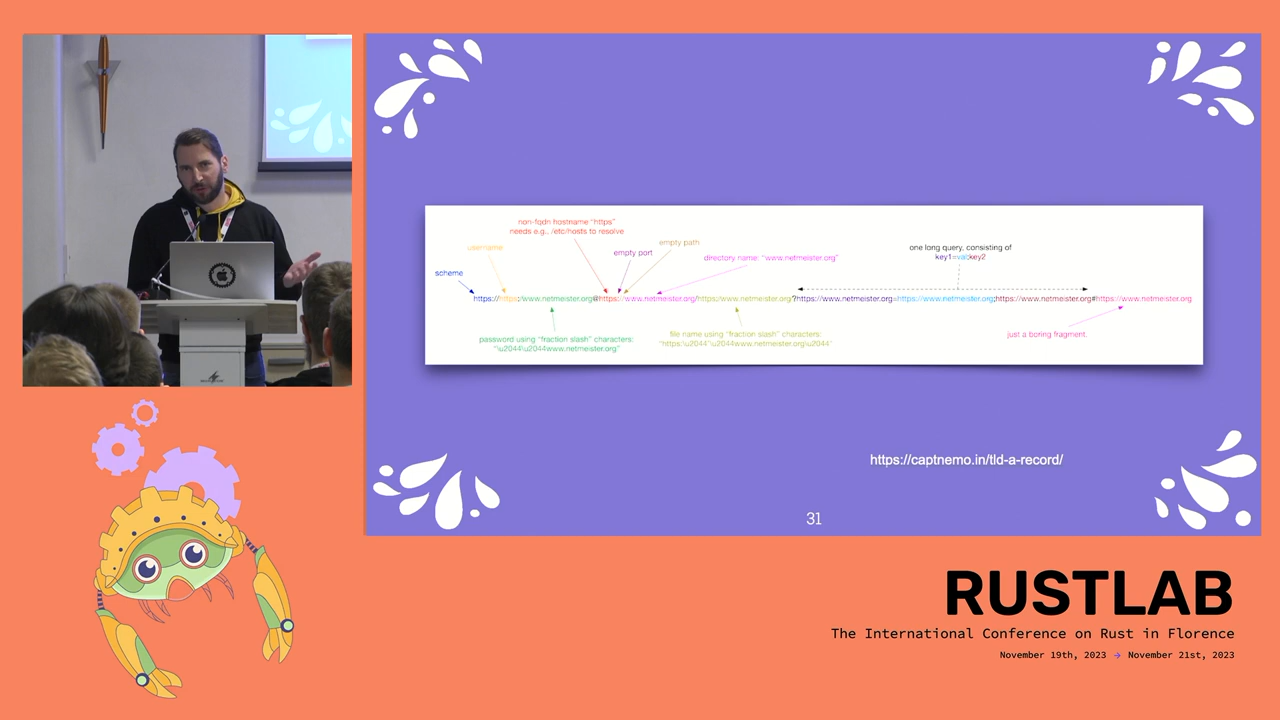 non-fqdn hostname:"https"
needs e.g., /etc/hosts to resolve
username
empty port
empty path
directory name: "www.netmeister.org"
one long query, consisting of
key1=val;key2
scheme
https://https:⁄⁄www.netmeister.org@https://www.netmeister.org/https:⁄⁄www.netmeister.org⁄?https://www.netmeister.org=https://www.netmeister.org;https://www.netmeister.org#https://www.netmeister.org
password using "fraction slash" characters:
"\u2044\u2044www.netmeister.org"
file name using "fraction slash" characters:
"https:\u2044'\u2044www.netmeister.org\u2044'
just a boring fragment.
https://captnemo.in/tld-a-record/
31
RUSTLAB
The International Conference on Rust in Florence
November 19th, 2023 → November 21st, 2023